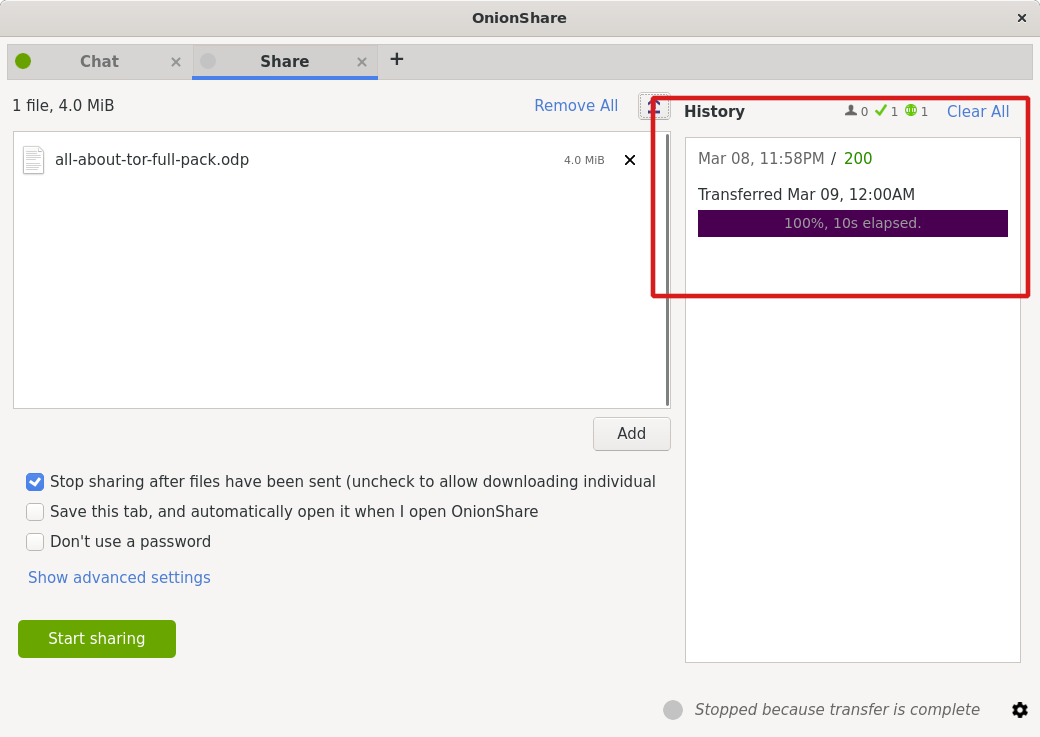 OnionShare
Chat
Share
1 file, 4.0 MiB
Remove All
all-about-tor-full-pack.odp
4.0 MiB
Add
Stop sharing after files have been sent (uncheck to allow downloading individual
Save this tab, and automatically open it when I open OnionShare
Don't use a password
Show advanced settings
Start sharing
History
0 1 1
Clear All
Mar 08, 11:58PM / 200
Transferred Mar 09, 12:00AM
100%, 10s elapsed.
Stopped because transfer is complete